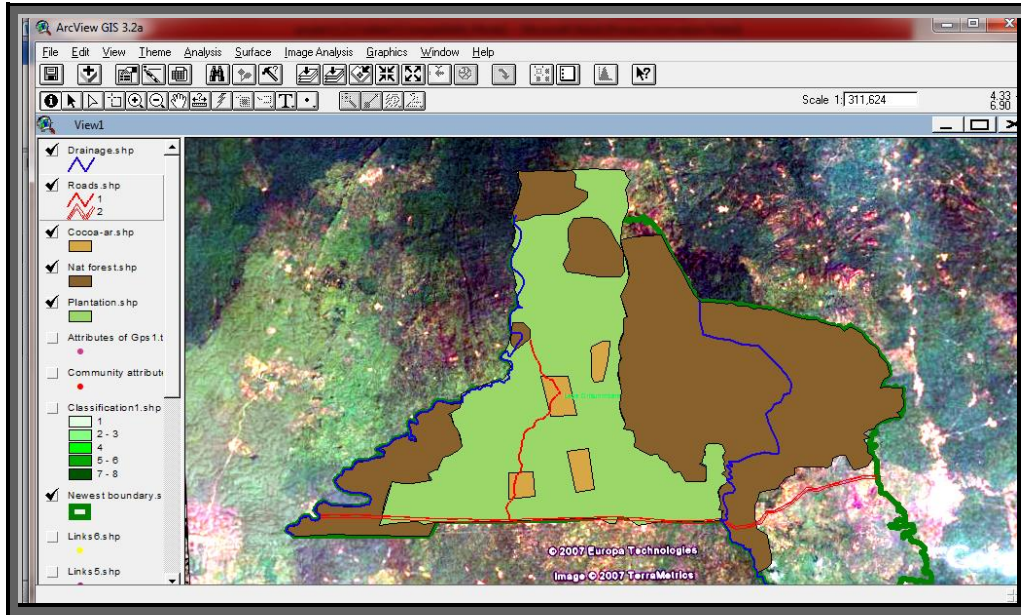 ArcView GIS 3.2a
File Edit View Theme Analysis Surface Image Analysis Graphics Window Help
Scale 1: 311,624
4.33
6.90
View1
Drainage.shp
Roads.shp
1
2
Cocoa-ar.shp
Nat forest.shp
Plantation.shp
Attributes of Gps1.t
Community attribut
Classification1.shp
1
2 - 3
4
5 - 6
7 - 8
Newest boundary.s
Links6.shp
Links5.shp
© 2007 Europa Technologies
Image © 2007 TerraMetrics